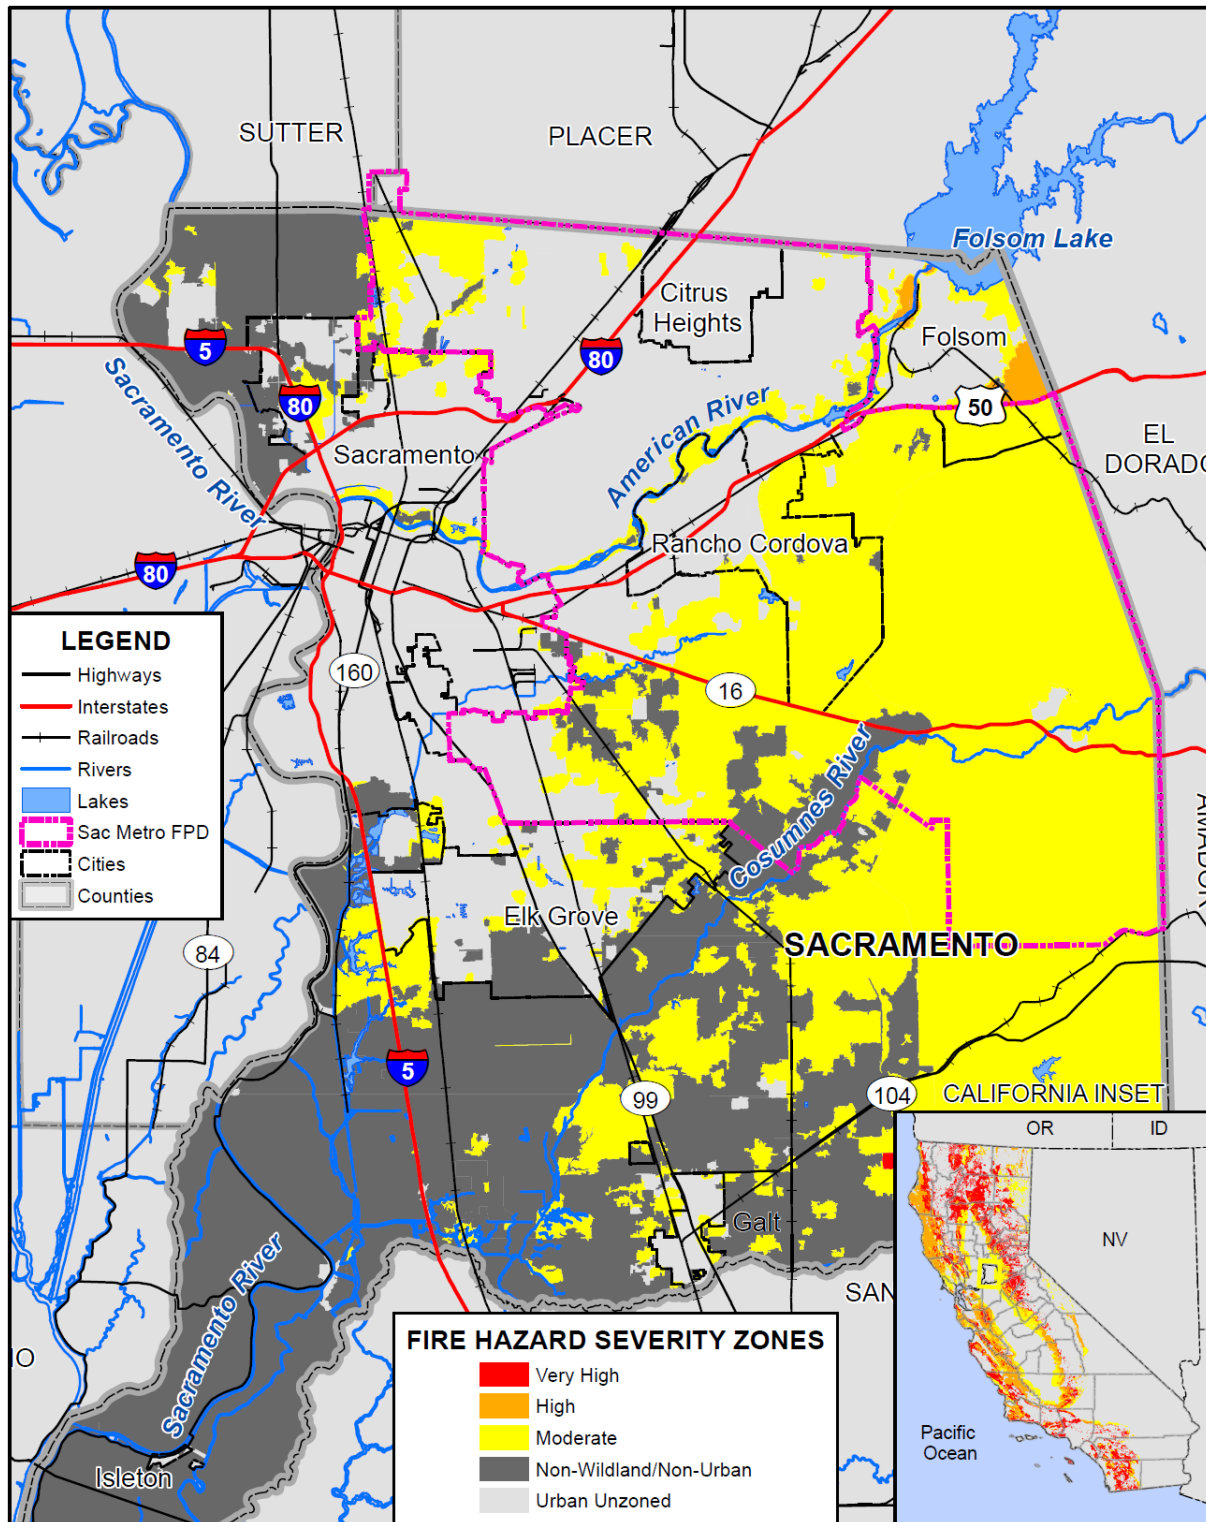 SUTTER
PLACER
Folsom Lake
Citrus
Heights
Folsom
5
80
80
50
Sacramento River
American River
EL
DORADO
Sacramento
Rancho Cordova
80
LEGEND
Highways
Interstates
Railroads
Rivers
Lakes
Sac Metro FPD
Cities
Counties
160
16
Cosumnes River
AMADOR
Elk Grove
SACRAMENTO
84
5
99
104
CALIFORNIA INSET
OR
ID
NV
Pacific
Ocean
Galt
SAN
Sacramento River
IO
Isleton
FIRE HAZARD SEVERITY ZONES
Very High
High
Moderate
Non-Wildland/Non-Urban
Urban Unzoned